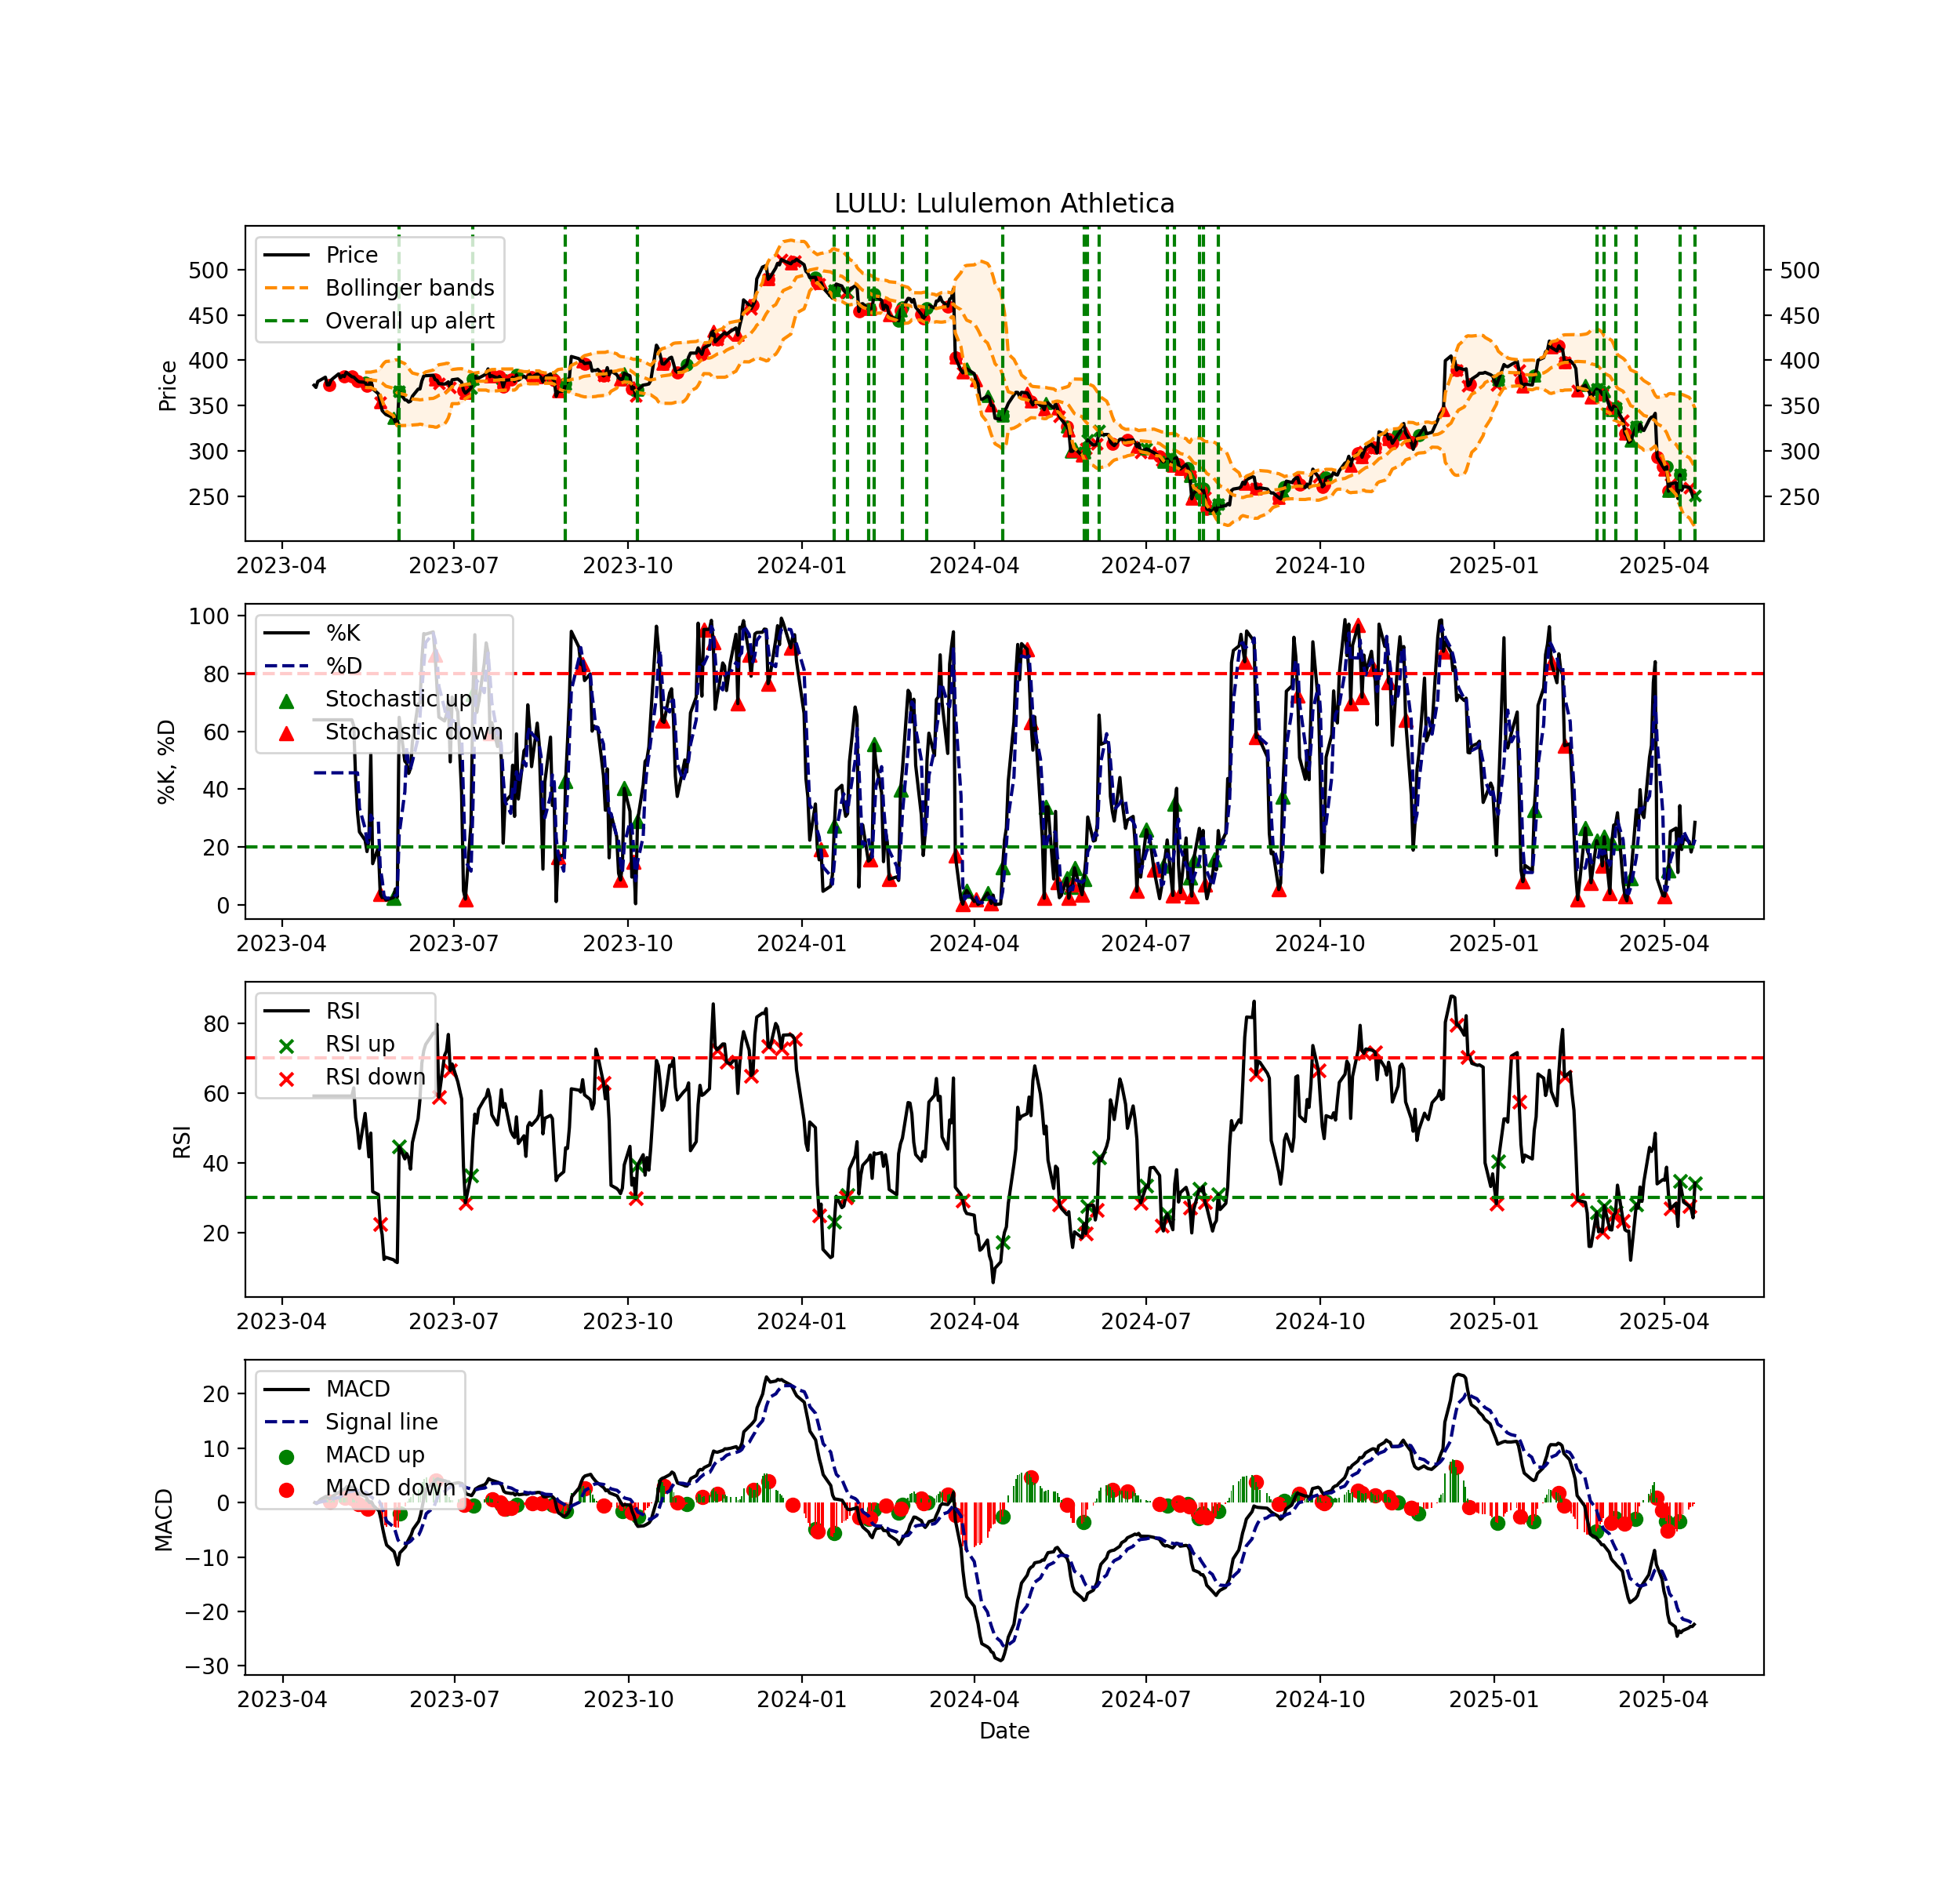 LULU: Lululemon Athletica
Price
Bollinger bands
Overall up alert
Price
500
450
400
350
300
250
500
450
400
350
300
250
2023-04 2023-07 2023-10 2024-01 2024-04 2024-07 2024-10 2025-01 2025-04
%K
%D
Stochastic up
Stochastic down
%K, %D
100
80
60
40
20
0
2023-04 2023-07 2023-10 2024-01 2024-04 2024-07 2024-10 2025-01 2025-04
RSI
RSI up
RSI down
RSI
80
60
40
20
2023-04 2023-07 2023-10 2024-01 2024-04 2024-07 2024-10 2025-01 2025-04
MACD
Signal line
MACD up
MACD down
MACD
20
10
0
−10
−20
−30
2023-04 2023-07 2023-10 2024-01 2024-04 2024-07 2024-10 2025-01 2025-04
Date